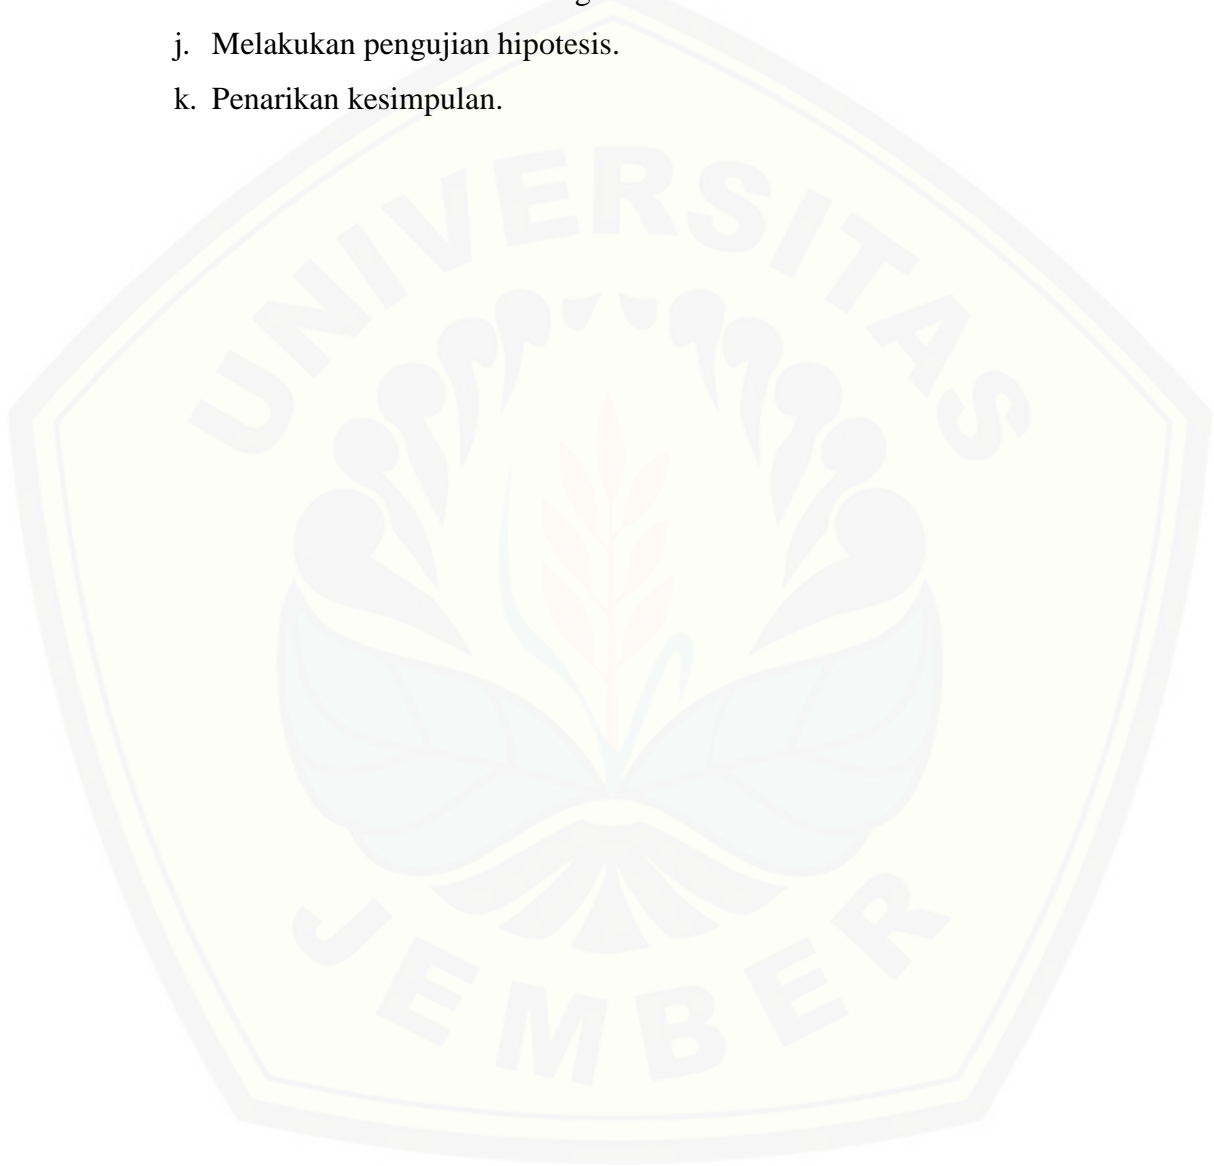 j. Melakukan pengujian hipotesis.
k. Penarikan kesimpulan.
UNIVERSITAS
JEMBER